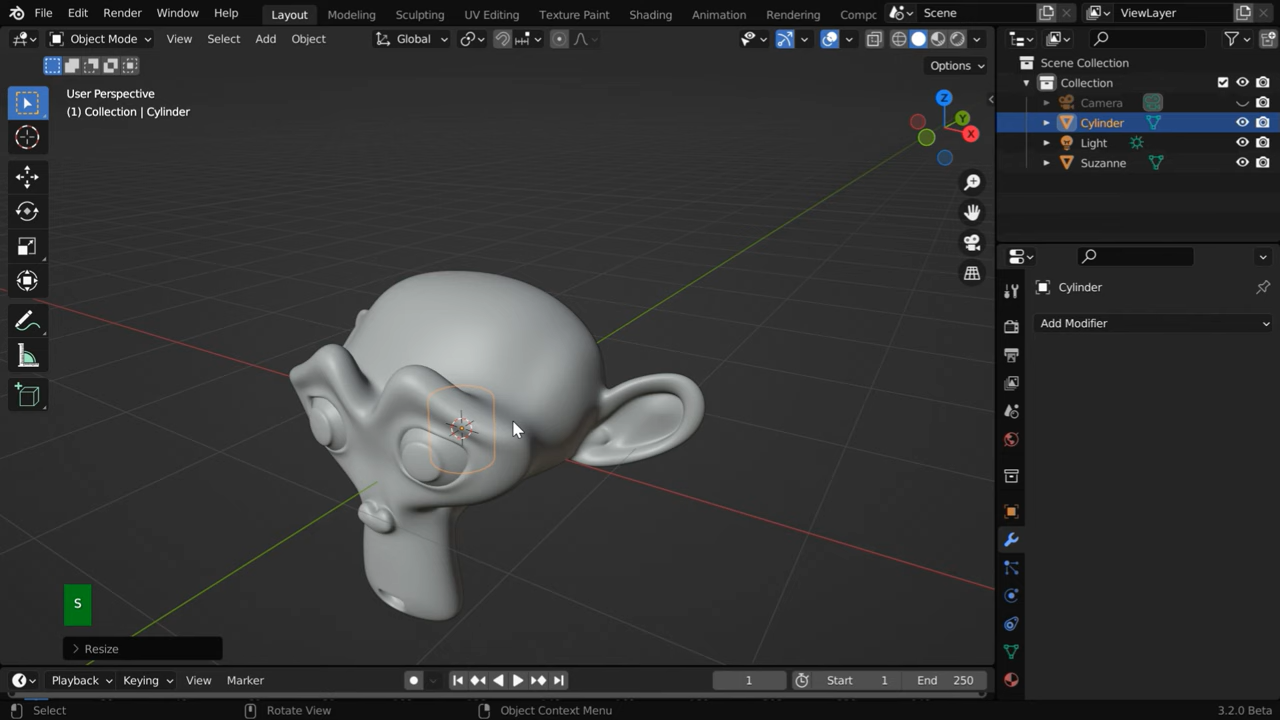 File Edit Render Window Help Layout Modeling Sculpting UV Editing Texture Paint Shading Animation Rendering Compc Scene ViewLayer
Object Mode View Select Add Object Global
Options
User Perspective
(1) Collection | Cylinder
Z
Y
X
S
Resize
Scene Collection
Collection
Camera
Cylinder
Light
Suzanne
Cylinder
Add Modifier
Playback Keying View Marker 1 Start 1 End 250
Select Rotate View Object Context Menu 3.2.0 Beta